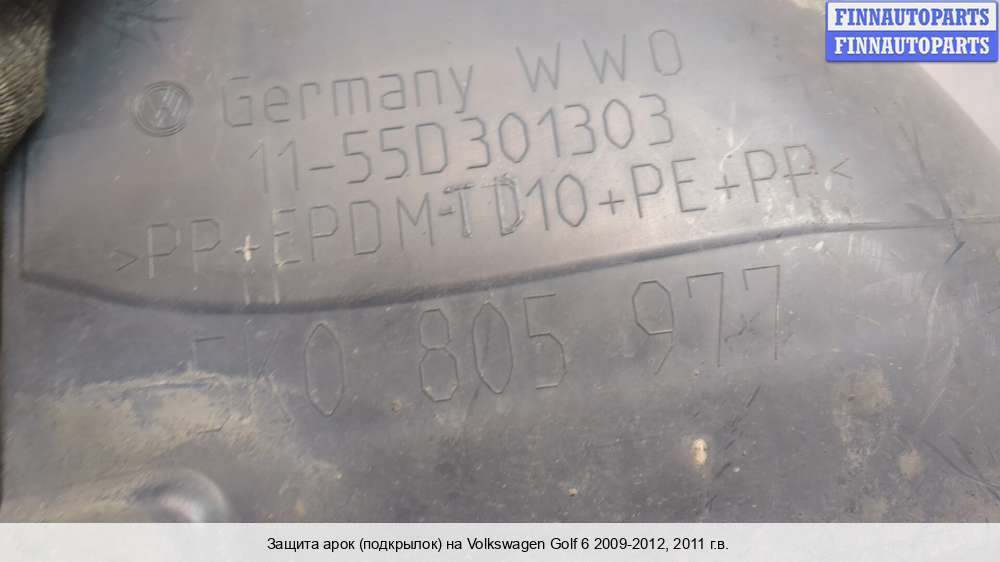 FINNAUTOPARTS
FINNAUTOPARTS
Germany WWO
11-55D301303
>PP+EPDM-TD10+PE+PP<
5K0 805 977
Защита арок (подкрылок) на Volkswagen Golf 6 2009-2012, 2011 г.в.